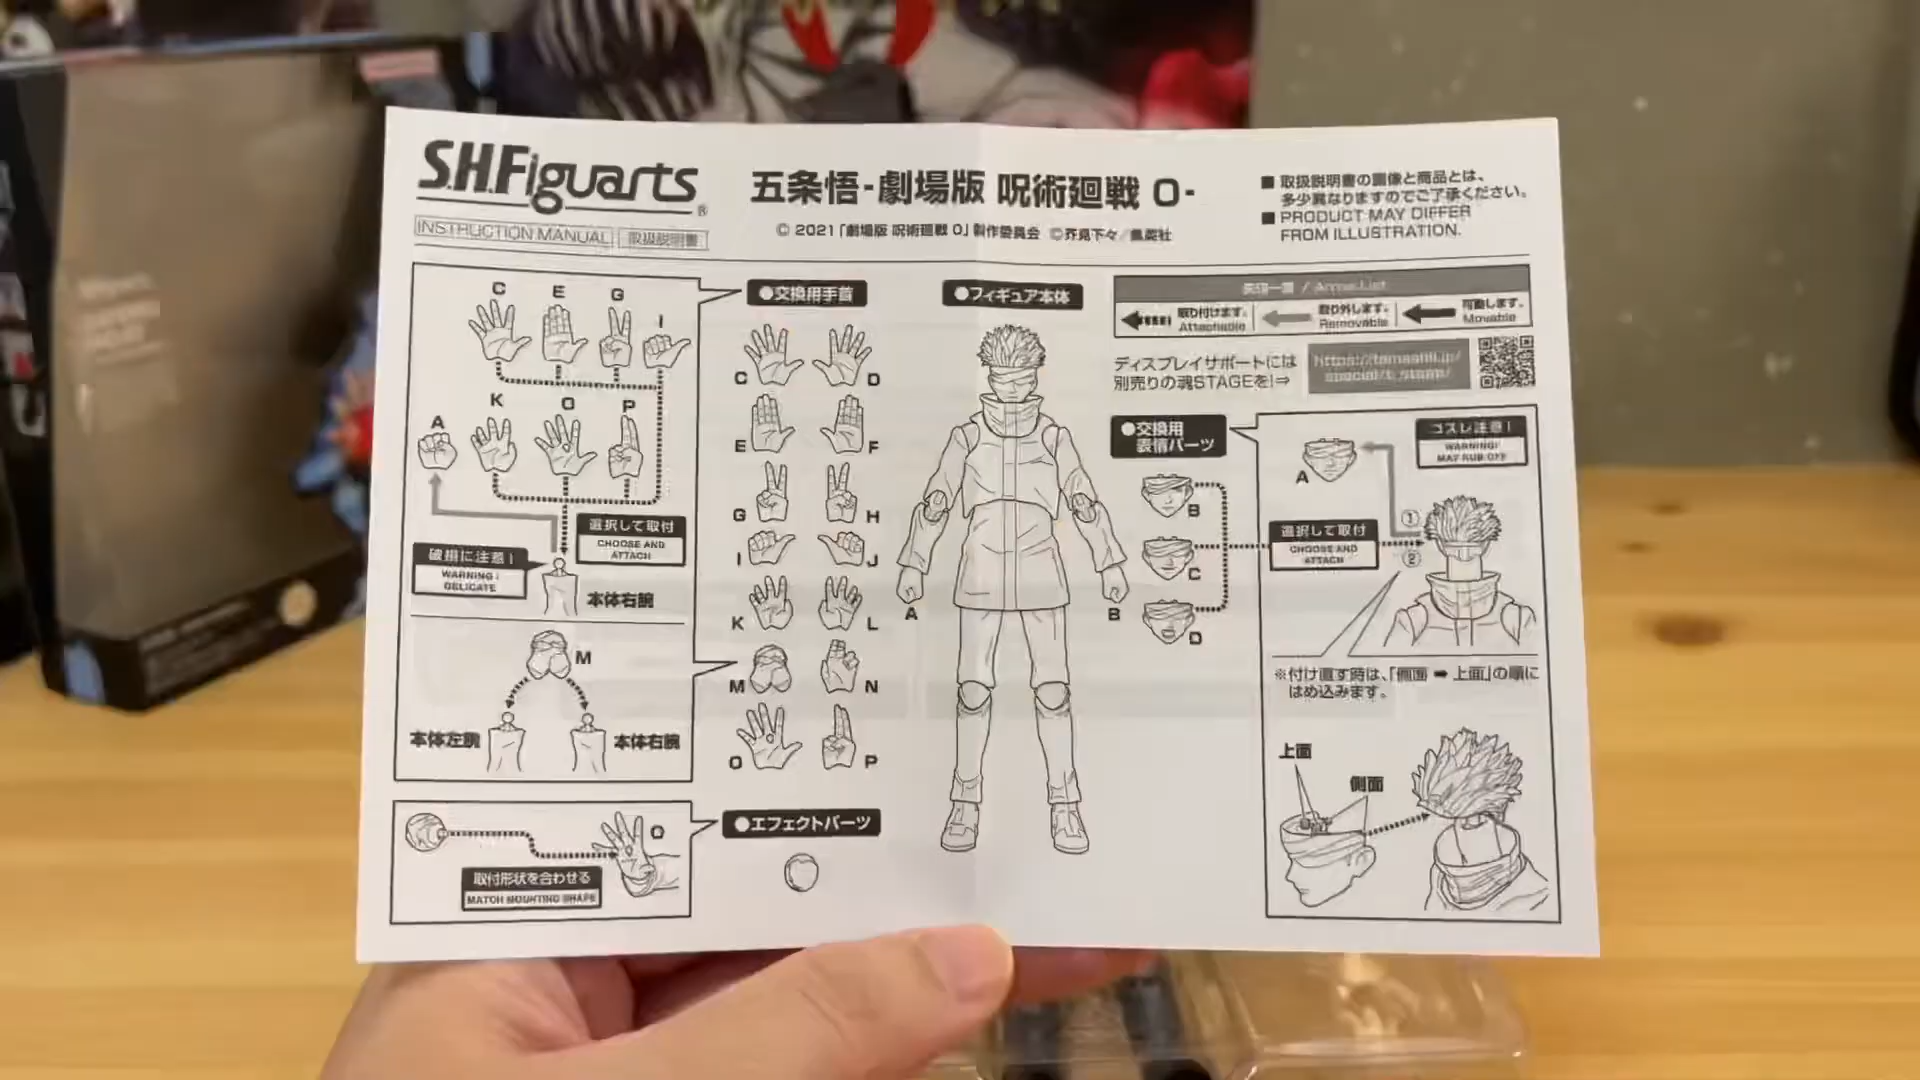 S.H.Figuarts
®
INSTRUCTION MANUAL 取扱説明書
五条悟-劇場版 呪術廻戦 0-
© 2021「劇場版 呪術廻戦 0」製作委員会 ©芥見下々／集英社
■ 取扱説明書の画像と商品とは、
多少異なりますのでご了承ください。
■ PRODUCT MAY DIFFER
FROM ILLUSTRATION.
C E G I
K O P
A
選択して取付
CHOOSE AND
ATTACH
破損に注意！
WARNING:
DELICATE
本体右腕
M
本体左腕
本体右腕
O
取付形状を合わせる
MATCH MOUNTING SHAPE
●交換用手首
C D
E F
G H
I J
K L
M N
O P
●エフェクトパーツ
●フィギュア本体
A B
矢印一覧 / Arrow List
取り付けます。
Attachable
取り外します。
Removable
可動します。
Movable
ディスプレイサポートには
別売りの魂STAGEを!⇒
●交換用
表情パーツ
B
C
D
A
コスレ注意！
WARNING!
MAY RUB OFF
選択して取付
CHOOSE AND
ATTACH
①
②
※付け直す時は、「側面 ➡ 上面」の順に
はめ込みます。
上面
側面